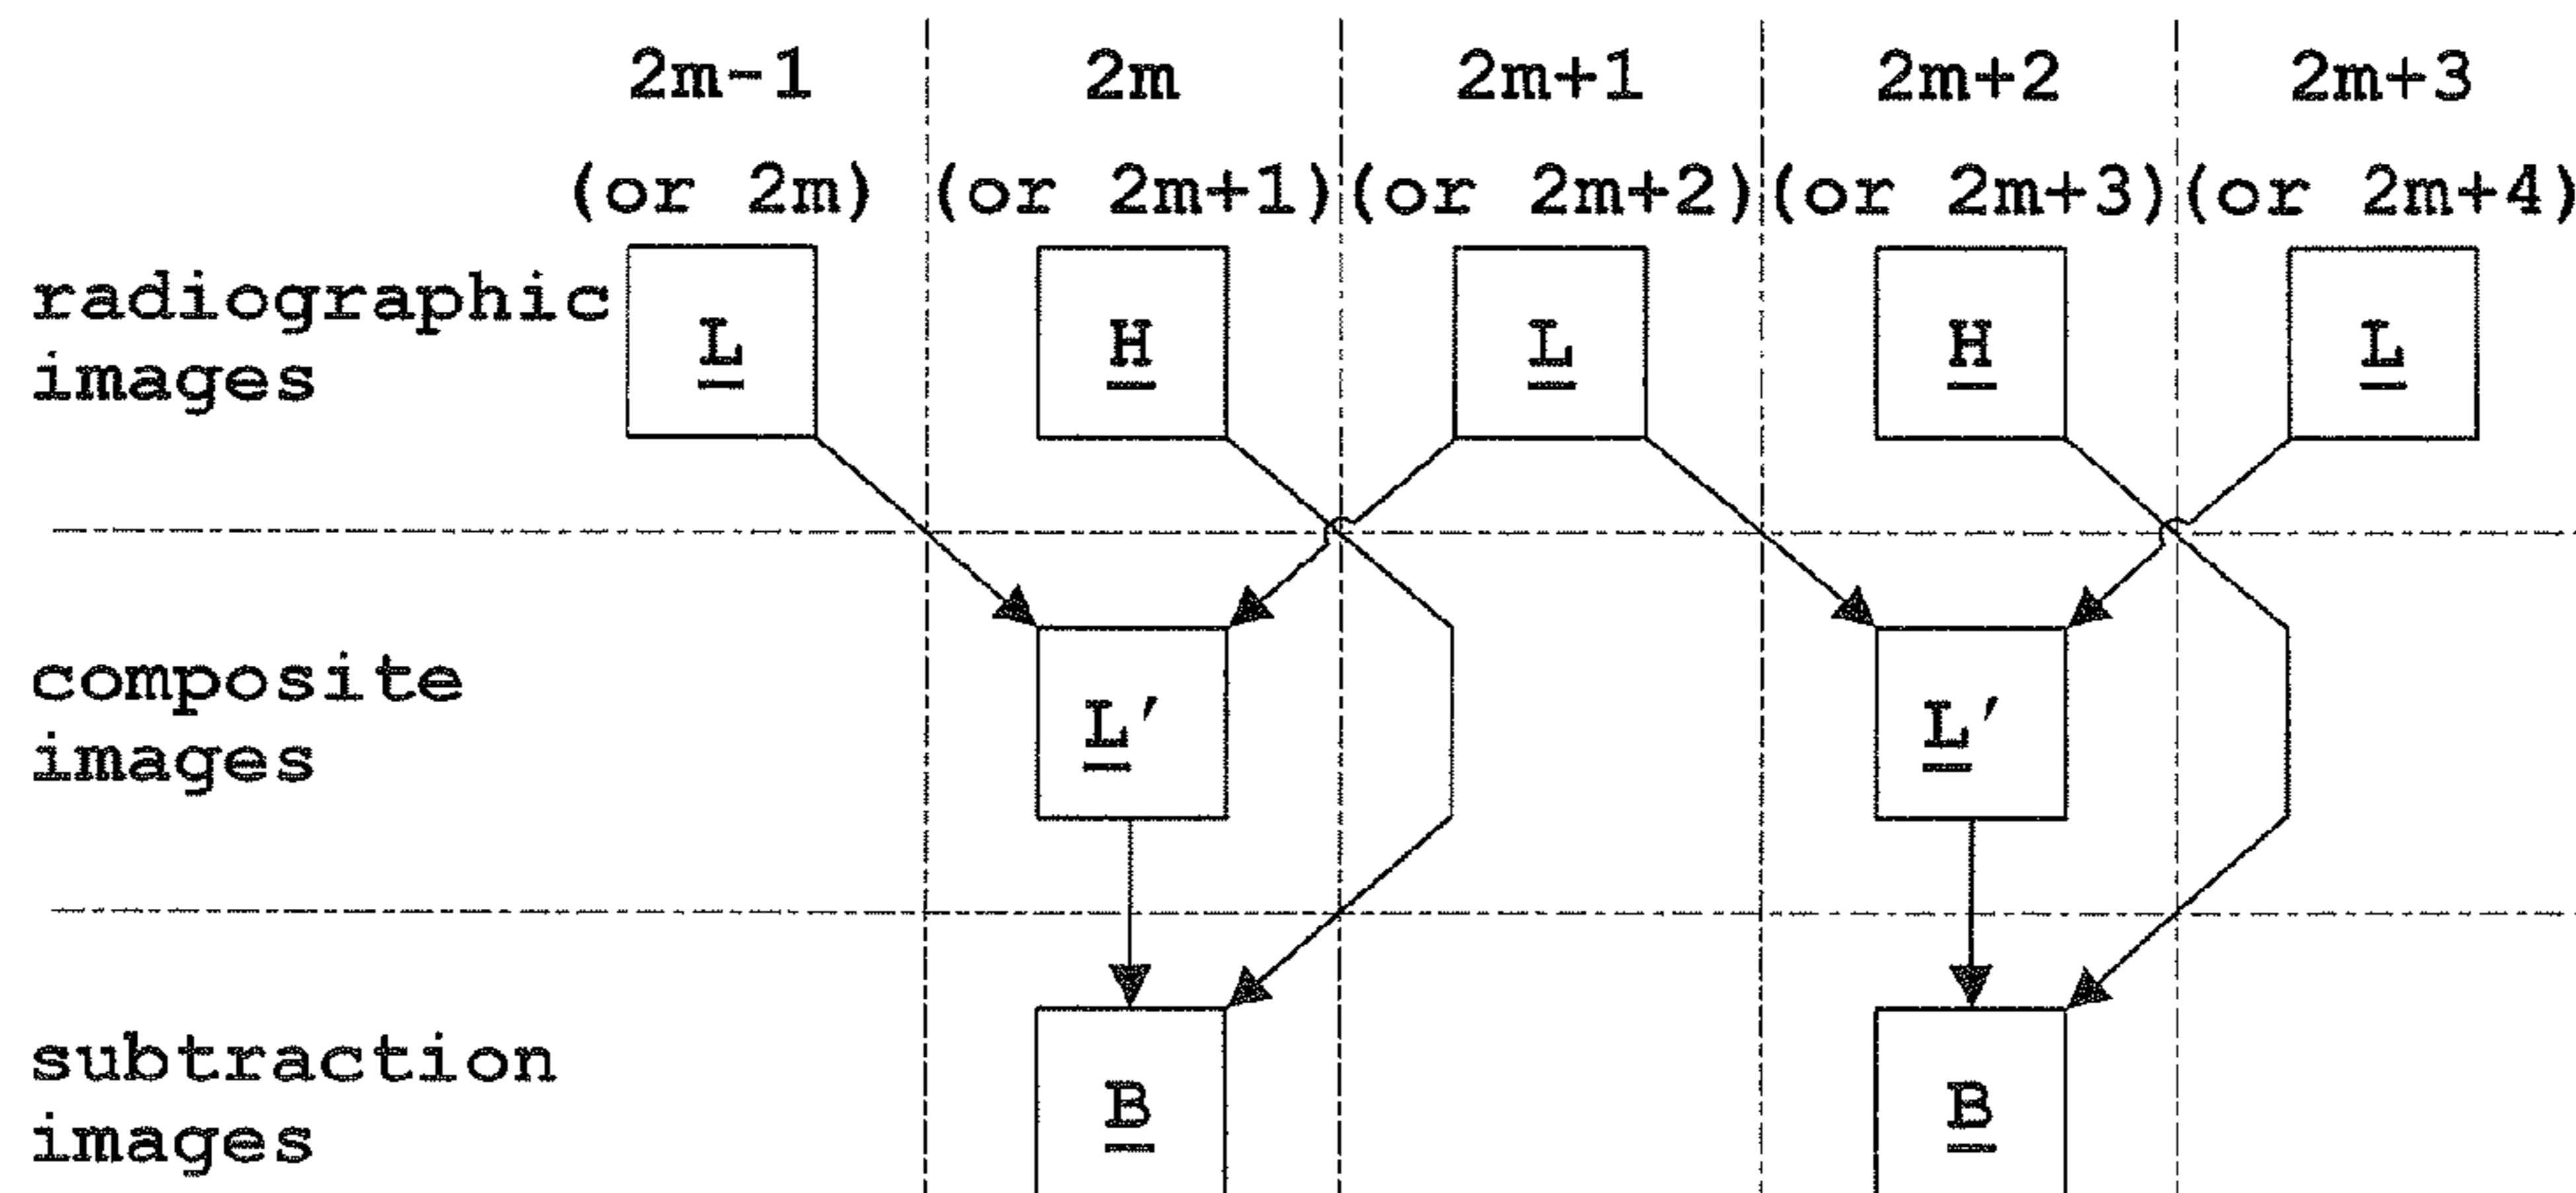 2m-1 2m 2m+1 2m+2 2m+3
(or 2m) (or 2m+1) (or 2m+2) (or 2m+3) (or 2m+4)
radiographic
images
L H L H L
composite
images
L' L'
subtraction
images
B B